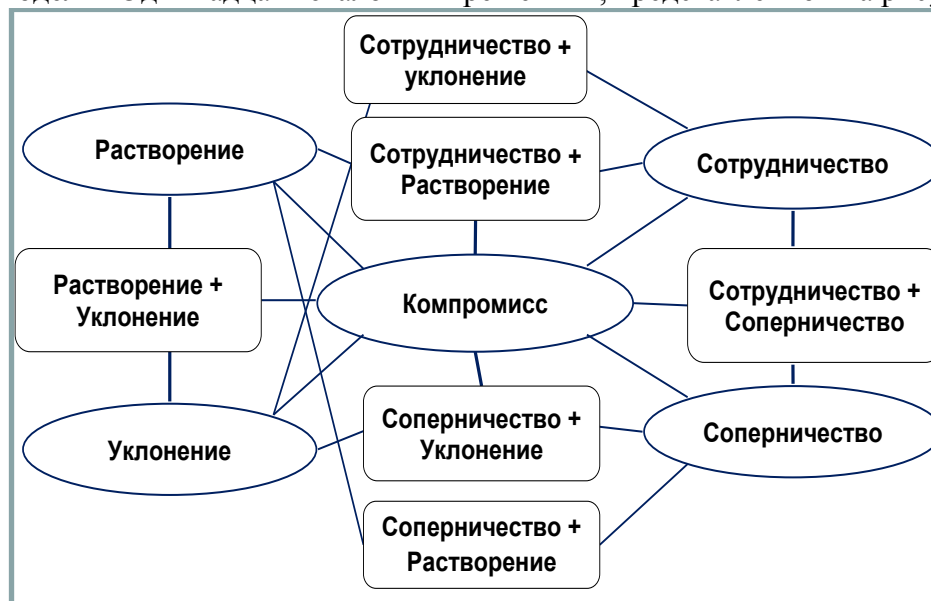 Сотрудничество +
уклонение
Растворение
Сотрудничество +
Растворение
Сотрудничество
Растворение +
Уклонение
Компромисс
Сотрудничество +
Соперничество
Уклонение
Соперничество +
Уклонение
Соперничество
Соперничество +
Растворение